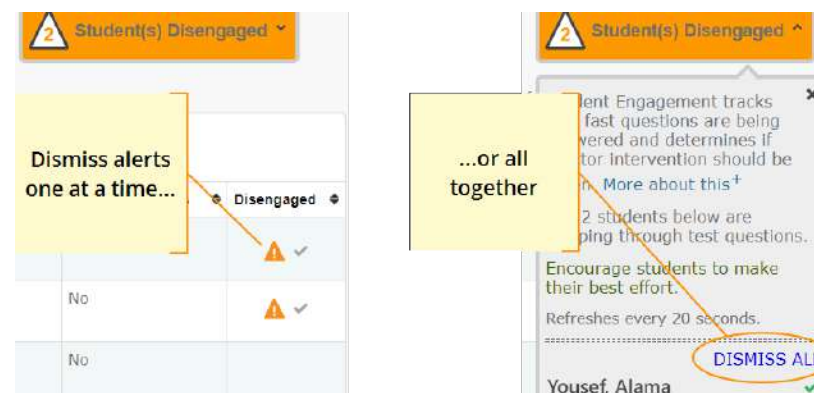 2 Student(s) Disengaged
Dismiss alerts
one at a time...
Disengaged
No
No
2 Student(s) Disengaged
...or all
together
Engagement tracks
fast questions are being
and determines if
intervention should be
More about this+
2 students below are
through test questions.
Encourage students to make
their best effort.
Refreshes every 20 seconds.
DISMISS AL
Yousef, Alama